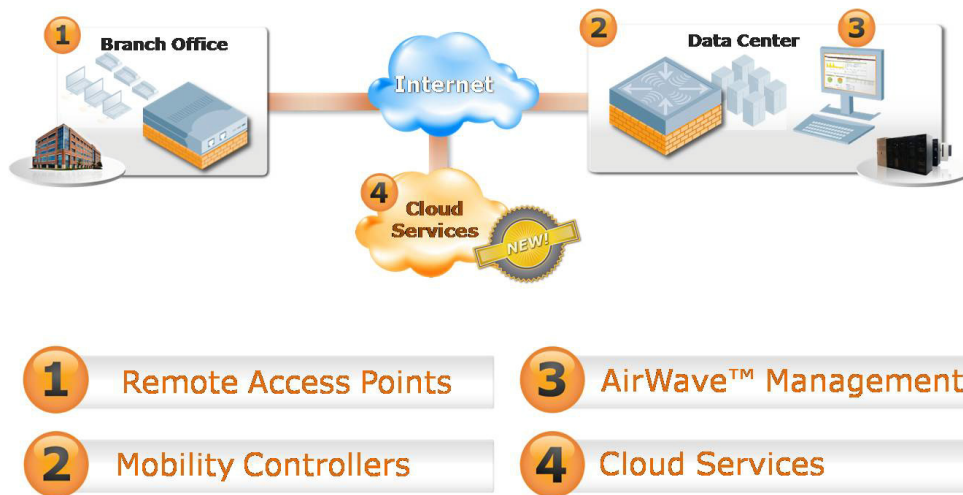 1
Branch Office
Internet
2
Data Center
3
4
Cloud
Services
NEW!
1 Remote Access Points
3 AirWave™ Management
2 Mobility Controllers
4 Cloud Services